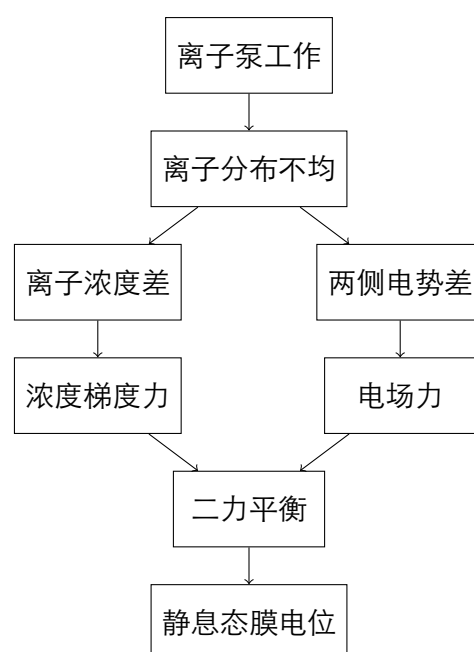 离子泵工作
离子分布不均
离子浓度差
两侧电势差
浓度梯度力
电场力
二力平衡
静息态膜电位